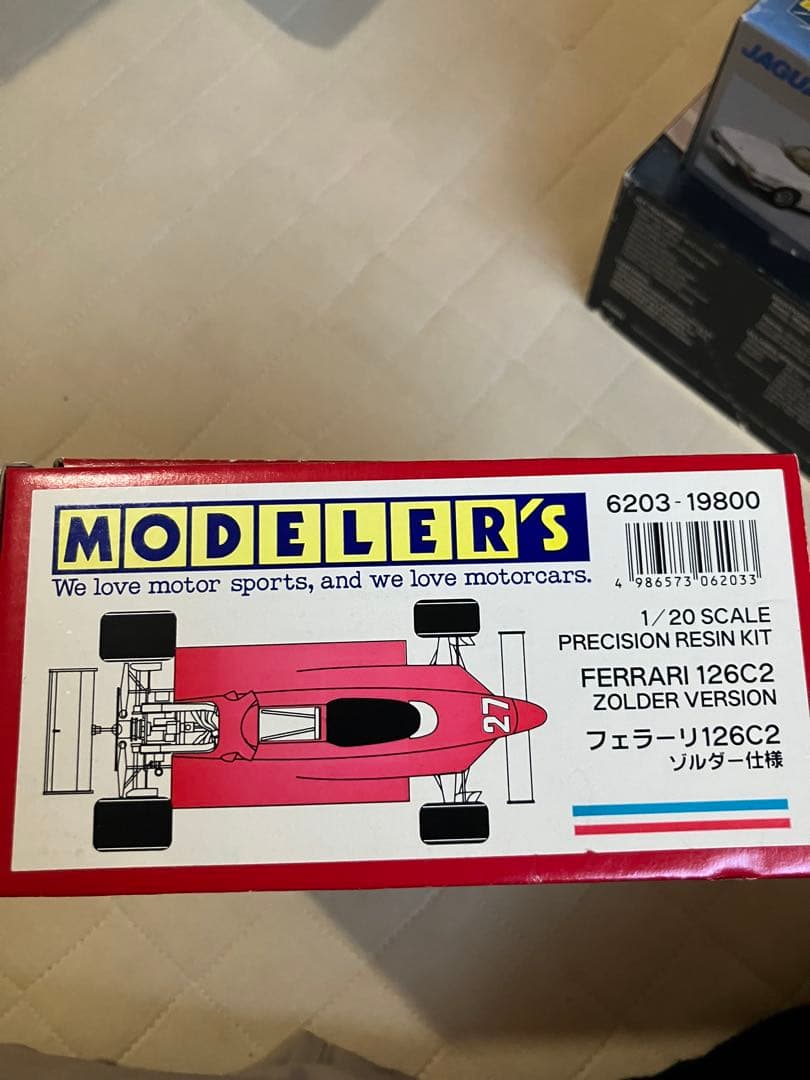 JAGU
MODELER'S
We love motor sports, and we love motorcars.
6203-19800
4 986573 062033
1/20 SCALE
PRECISION RESIN KIT
FERRARI 126C2
ZOLDER VERSION
フェラーリ126C2
ゾルダー仕様
27